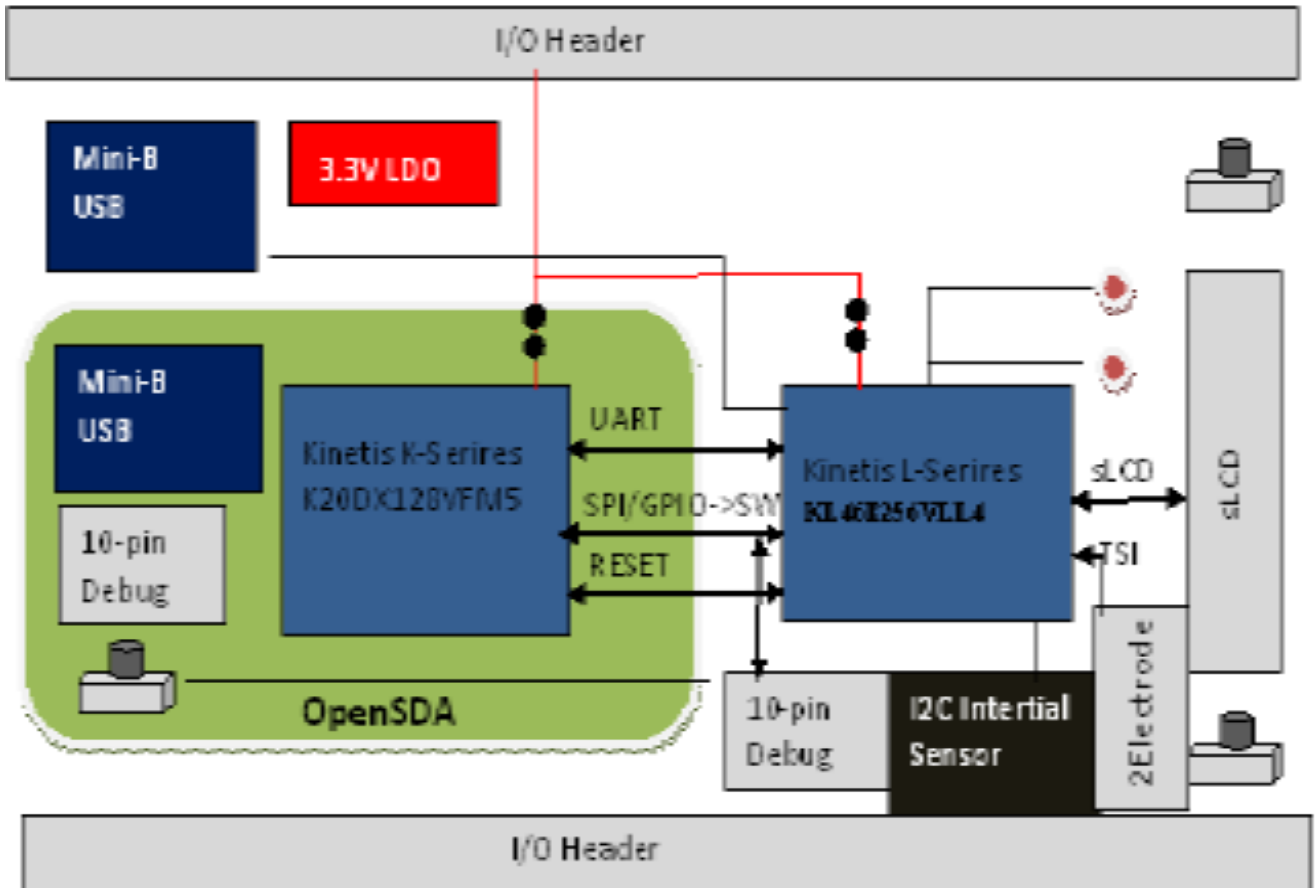 I/O Header
Mini-B
USB
3.3V LDO
Mini-B
USB
Kinetis K-Serires
K20DX128VFM5
UART
SPI/GPIO->SW
RESET
Kinetis L-Serires
KL46Z256VLL4
sLCD
TSI
sLCD
10-pin
Debug
OpenSDA
10-pin
Debug
I2C Intertial
Sensor
2Electrode
I/O Header